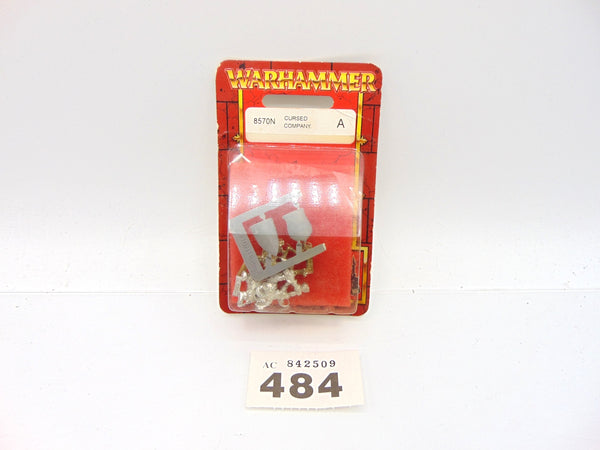 WARHAMMER
8570N CURSED COMPANY A
AC 842509
484